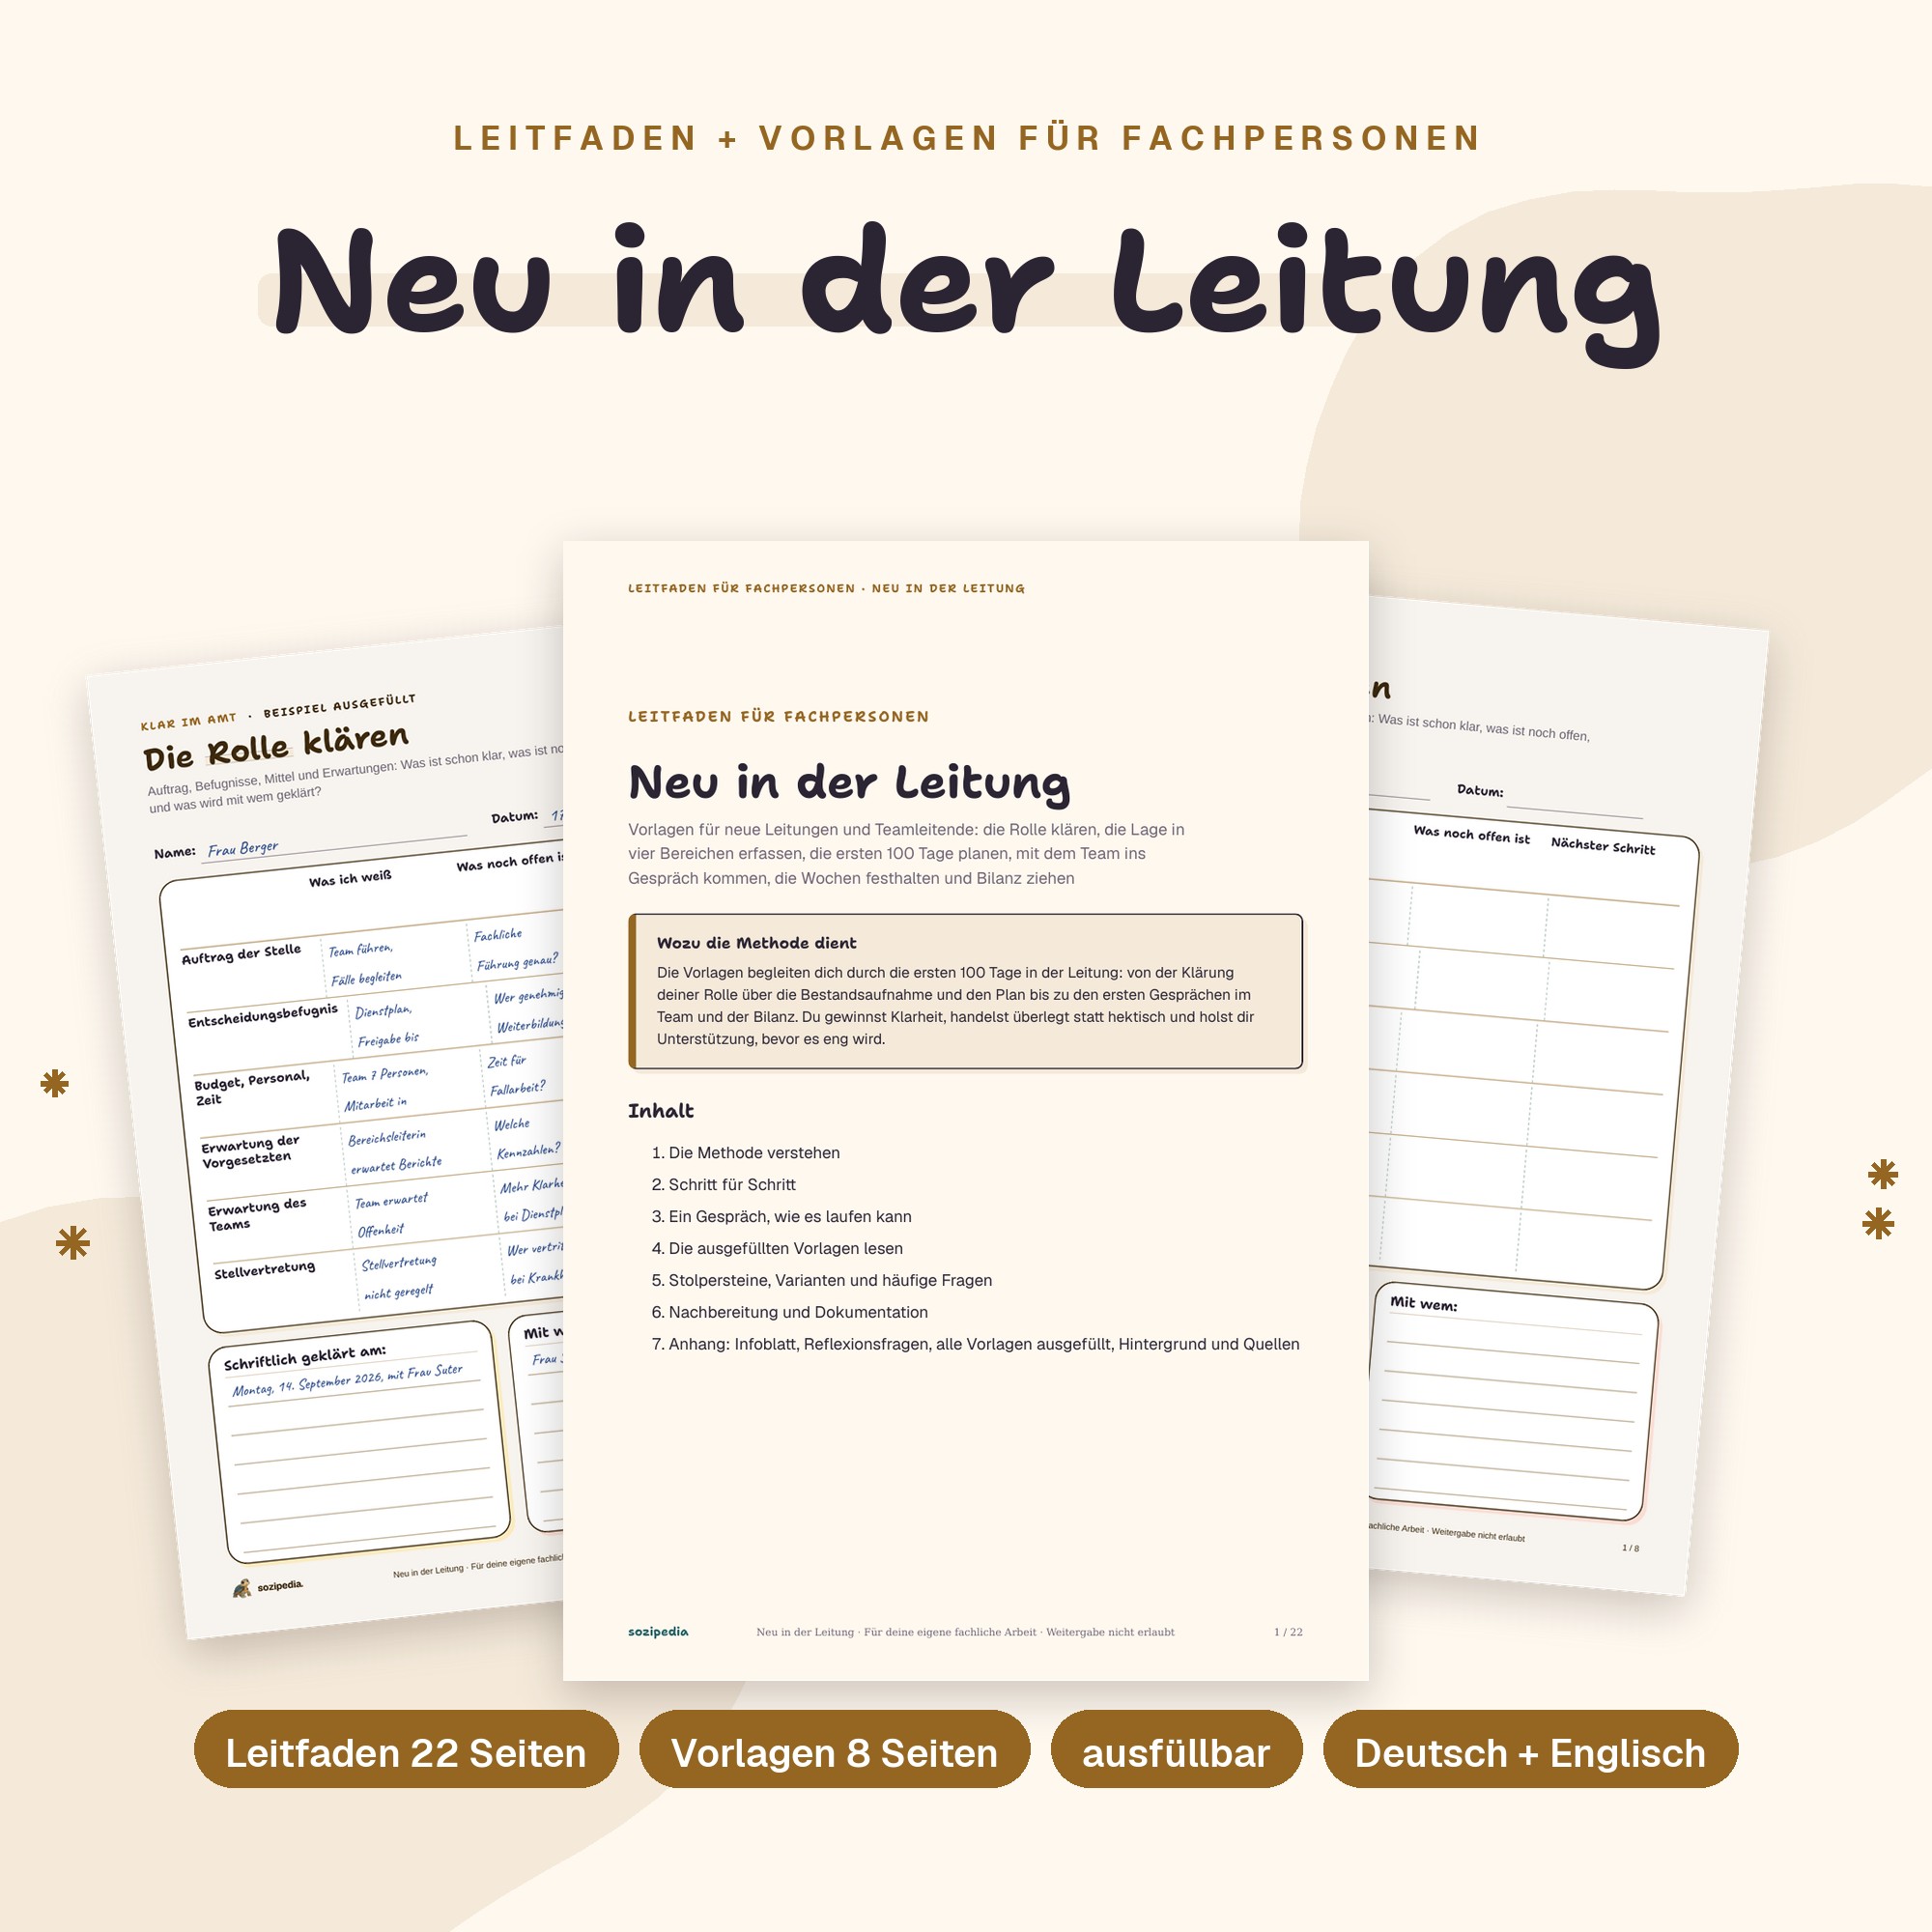 LEITFADEN + VORLAGEN FÜR FACHPERSONEN
Neu in der Leitung
KLAR IM AMT · BEISPIEL AUSGEFÜLLT
Die Rolle klären
Auftrag, Befugnisse, Mittel und Erwartungen: Was ist schon klar, was ist
und was wird mit wem geklärt?
Name: Frau Berger
Datum: 17
Was ich weiß
Was noch offen
Auftrag der Stelle
Team führen,
Fälle begleiten
Fachliche
Führung genau?
Entscheidungsbefugnis
Dienstplan,
Freigabe bis
Wer
Budget, Personal,
Zeit
Team 7 Personen,
Mitarbeit in
Zeit für
Fallarbeit?
Erwartung der
Vorgesetzten
Bereichsleiterin
erwartet Berichte
Welche
Kennzahlen?
Erwartung des
Teams
Team erwartet
Offenheit
Mehr
bei
Stellvertretung
Stellvertretung
nicht geregelt
Wer
bei
Schriftlich geklärt am:
Montag, 14. September 2026, mit Frau Suter
Mit
Frau
sozipedia.
Neu in der Leitung · Für deine eigene
LEITFADEN FÜR FACHPERSONEN · NEU IN DER LEITUNG
LEITFADEN FÜR FACHPERSONEN
Neu in der Leitung
Vorlagen für neue Leitungen und Teamleitende: die Rolle klären, die Lage in
vier Bereichen erfassen, die ersten 100 Tage planen, mit dem Team ins
Gespräch kommen, die Wochen festhalten und Bilanz ziehen
Wozu die Methode dient
Die Vorlagen begleiten dich durch die ersten 100 Tage in der Leitung: von der Klärung
deiner Rolle über die Bestandsaufnahme und den Plan bis zu den ersten Gesprächen im
Team und der Bilanz. Du gewinnst Klarheit, handelst überlegt statt hektisch und holst dir
Unterstützung, bevor es eng wird.
Inhalt
1. Die Methode verstehen
2. Schritt für Schritt
3. Ein Gespräch, wie es laufen kann
4. Die ausgefüllten Vorlagen lesen
5. Stolpersteine, Varianten und häufige Fragen
6. Nachbereitung und Dokumentation
7. Anhang: Infoblatt, Reflexionsfragen, alle Vorlagen ausgefüllt, Hintergrund und Quellen
sozipedia
Neu in der Leitung · Für deine eigene fachliche Arbeit · Weitergabe nicht erlaubt
1 / 22
Was ist schon klar, was ist noch offen,
Datum:
Was noch offen ist
Nächster Schritt
Mit wem:
Arbeit · Weitergabe nicht erlaubt
1 / 8
Leitfaden 22 Seiten
Vorlagen 8 Seiten
ausfüllbar
Deutsch + Englisch